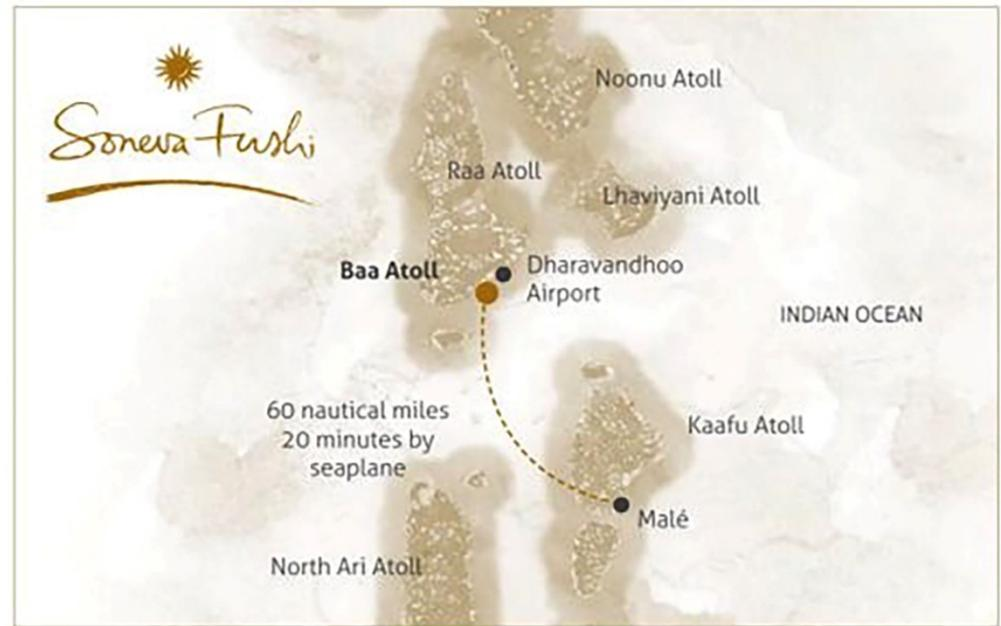 Soneva Fushi
Noonu Atoll
Raa Atoll
Lhaviyani Atoll
Baa Atoll
Dharavandhoo
Airport
INDIAN OCEAN
60 nautical miles
20 minutes by
seaplane
Kaafu Atoll
Malé
North Ari Atoll